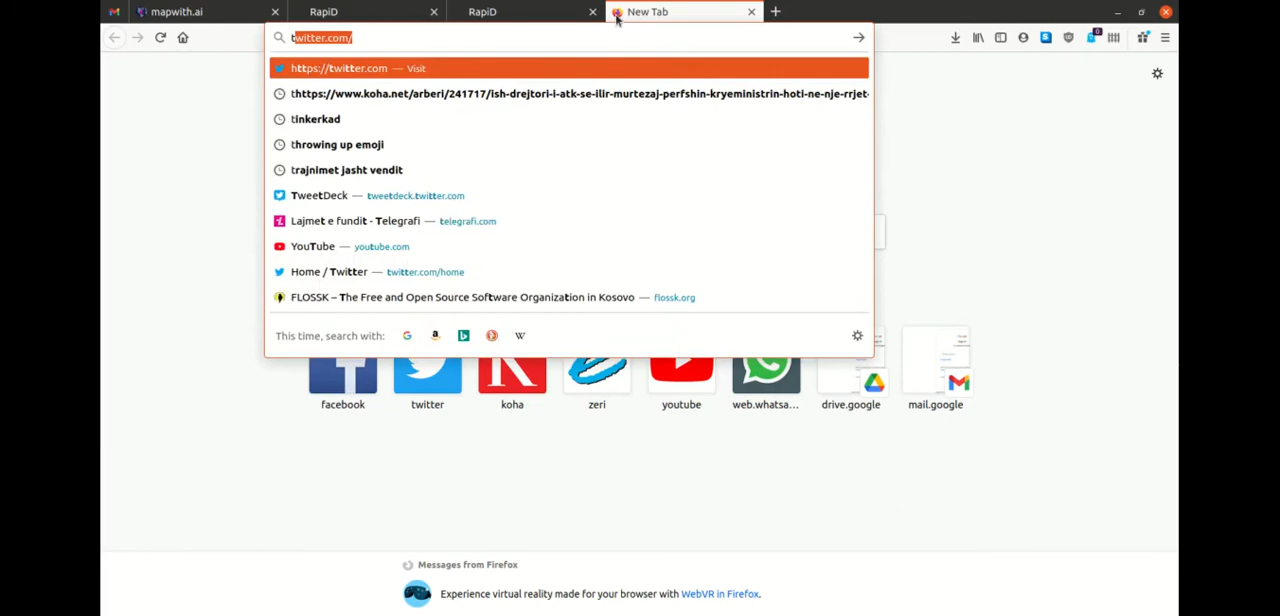 mapwith.ai
RapiD
RapiD
New Tab
twitter.com/
0
https://twitter.com — Visit
thttps://www.koha.net/arberi/241717/ish-drejtori-i-atk-se-ilir-murtezaj-perfshin-kryeministrin-hoti-ne-nje-rrjet-
tinkerkad
throwing up emoji
trajnimet jasht vendit
TweetDeck — tweetdeck.twitter.com
Lajmet e fundit - Telegrafi — telegrafi.com
YouTube — youtube.com
Home / Twitter — twitter.com/home
FLOSSK – The Free and Open Source Software Organization in Kosovo — flossk.org
This time, search with:
facebook
twitter
koha
zeri
youtube
web.whatsa...
drive.google
mail.google
Messages from Firefox
Experience virtual reality made for your browser with WebVR in Firefox.